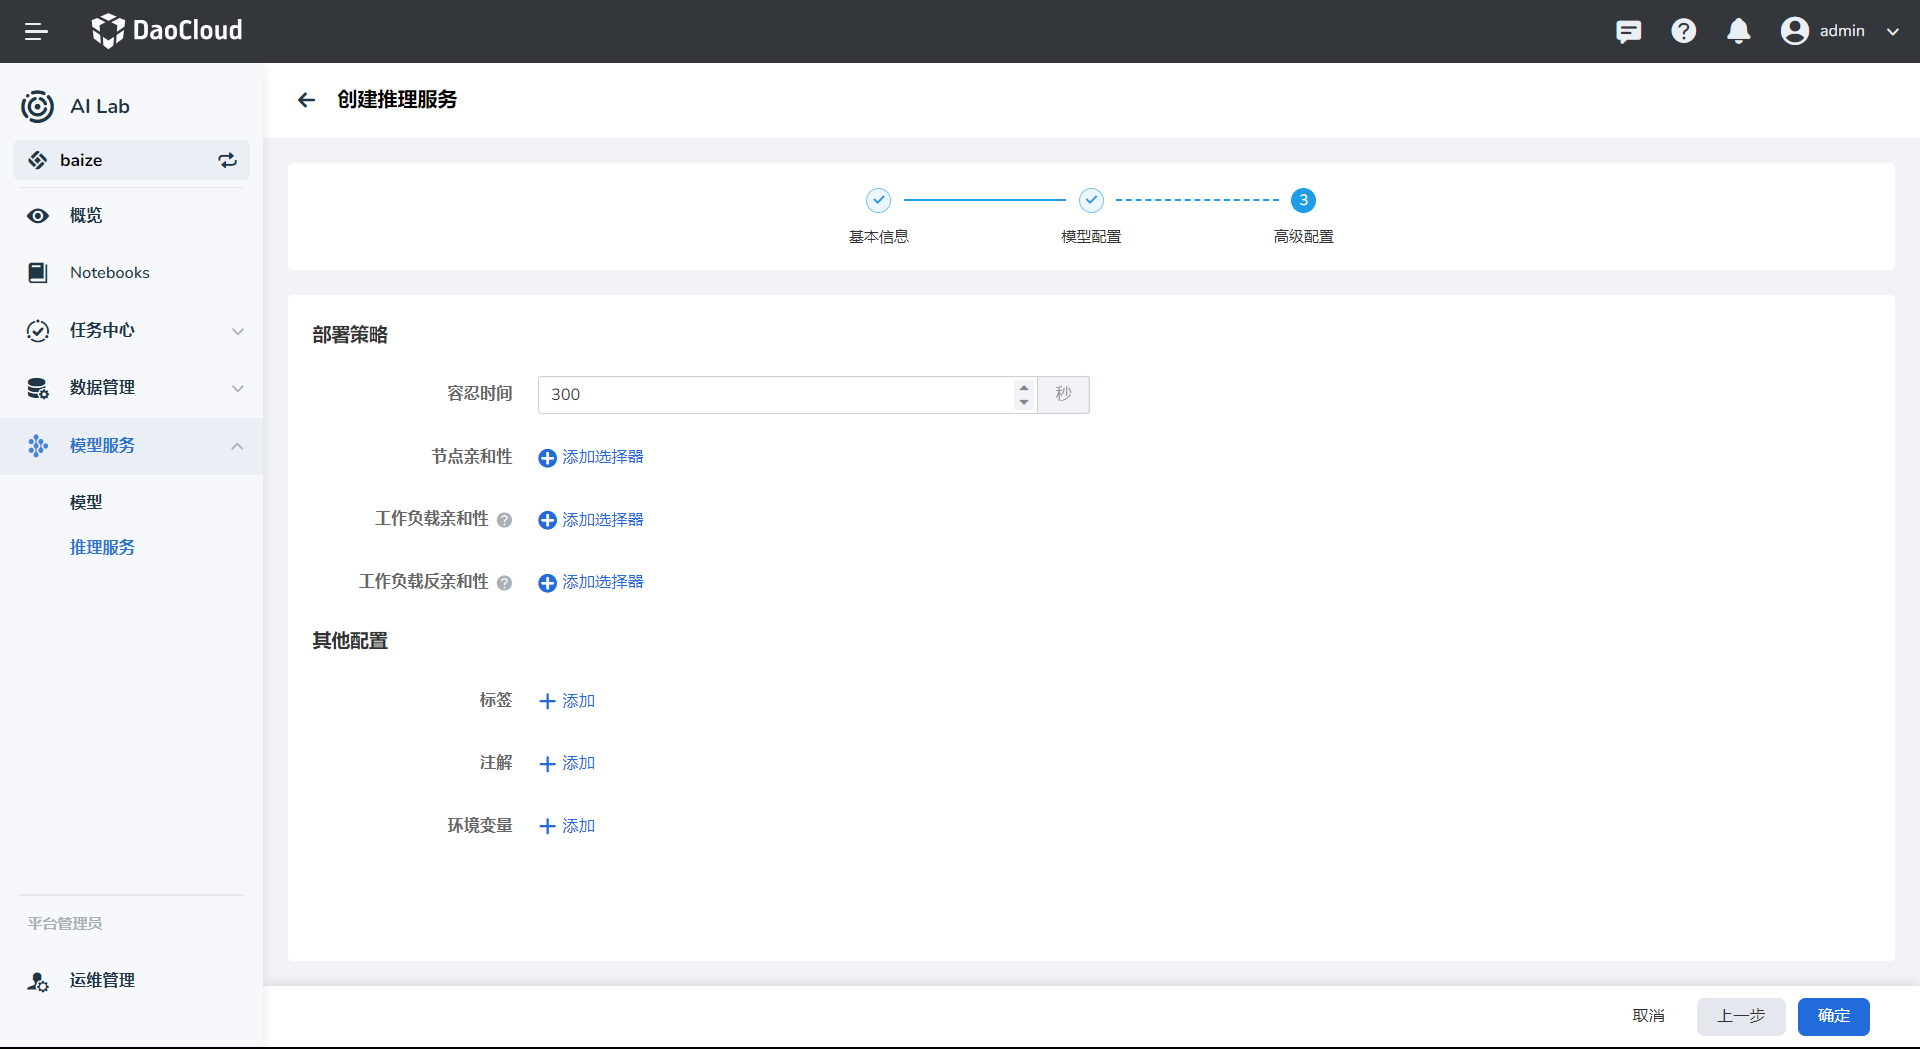 DaoCloud
admin
AI Lab
baize
概览
Notebooks
任务中心
数据管理
模型服务
模型
推理服务
平台管理员
运维管理
创建推理服务
基本信息
模型配置
3
高级配置
部署策略
容忍时间 300 秒
节点亲和性 添加选择器
工作负载亲和性 ? 添加选择器
工作负载反亲和性 ? 添加选择器
其他配置
标签 添加
注解 添加
环境变量 添加
取消 上一步 确定